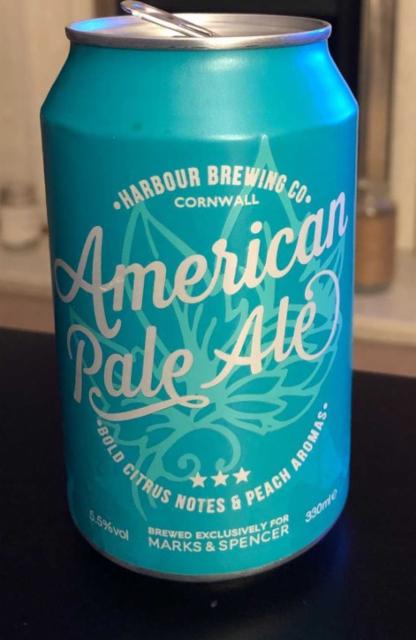 •HARBOUR BREWING CO•
CORNWALL
American
Pale Ale
•BOLD CITRUS NOTES & PEACH AROMAS•
5.5%vol
BREWED EXCLUSIVELY FOR
MARKS & SPENCER
330ml e